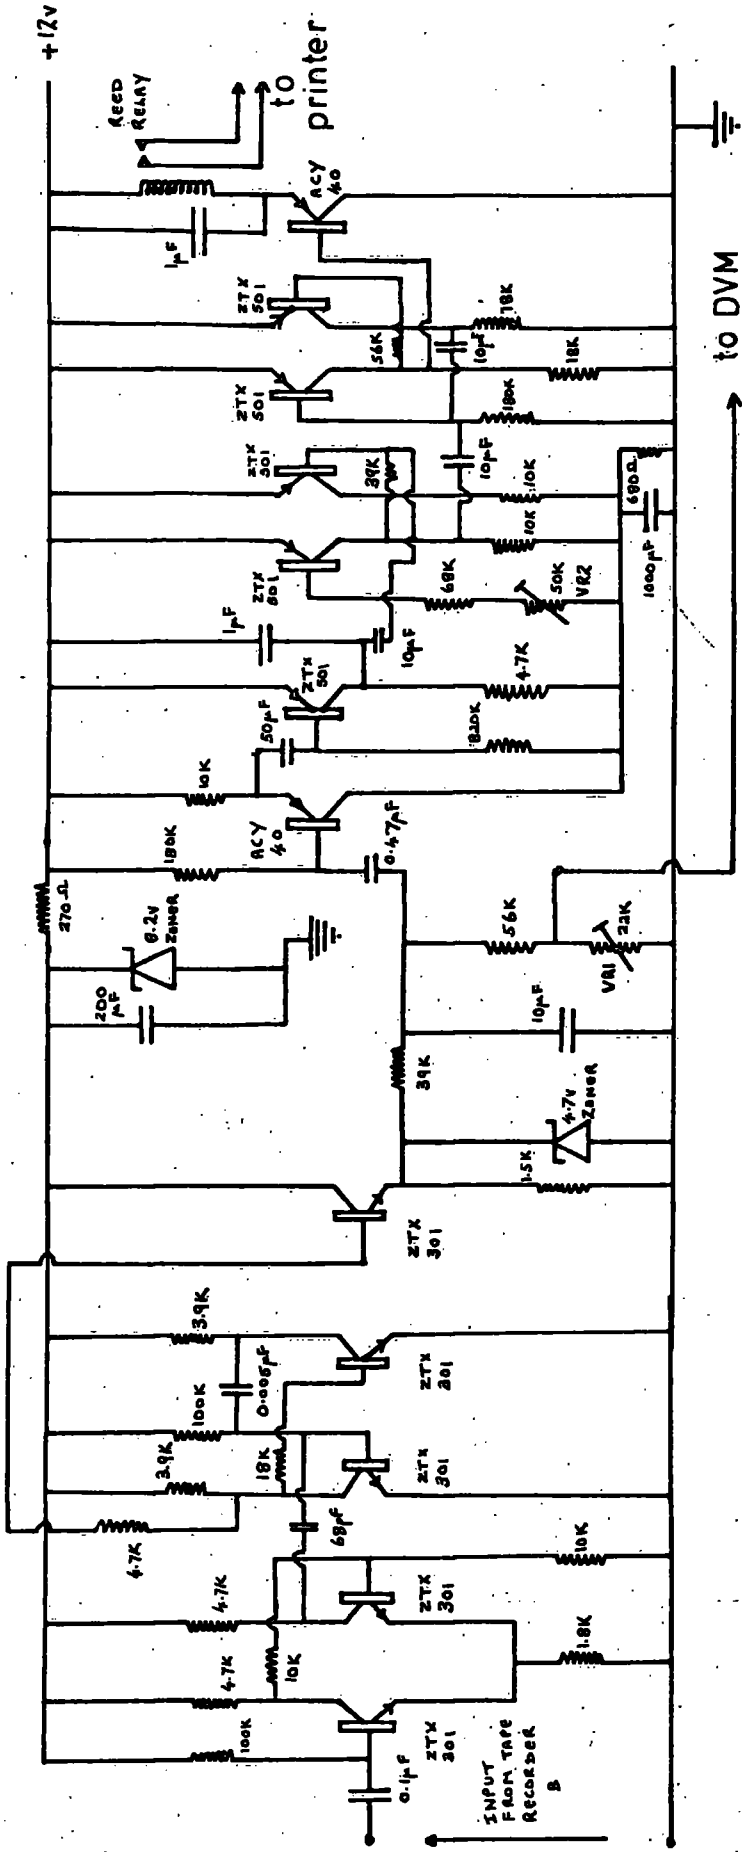 +12v
REED
RELAY
to
printer
1µF
ACY
40
ZTX
501
56K
ZTX
501
10µF
18K
18K
180K
to DVM
ZTX
501
39K
10µF
10K
10K
680Ω
1000µF
ZTX
501
68K
50K
VR2
1µF
10µF
ZTX
501
4.7K
50µF
820K
10K
ACY
40
180K
0.47µF
270Ω
8.2V
ZENER
200
µF
56K
22K
VR1
10µF
39K
4.7V
ZENER
1.5K
ZTX
301
3.9K
0.005µF
100K
ZTX
301
3.9K
18K
ZTX
301
68pF
4.7K
4.7K
10K
ZTX
301
10K
4.7K
1.8K
100K
ZTX
301
0.1µF
INPUT
FROM TAPE
RECORDER
B